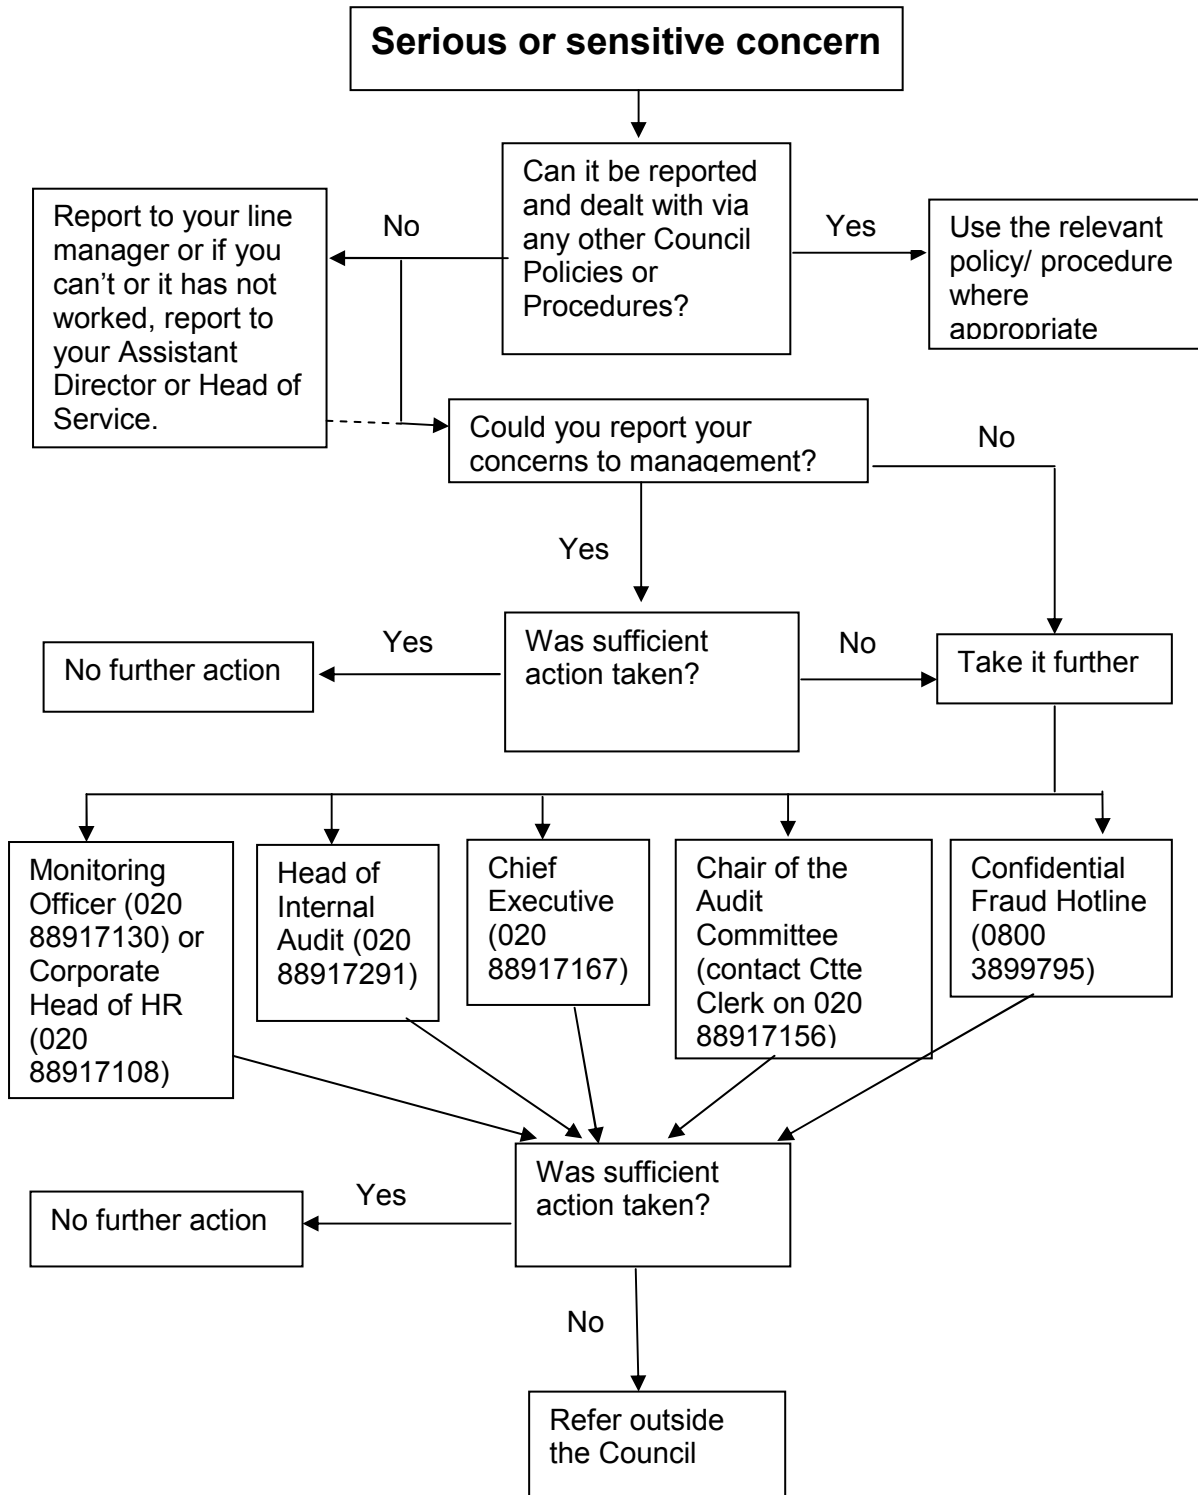 Serious or sensitive concern
Can it be reported
and dealt with via
any other Council
Policies or
Procedures?
No
Yes
Report to your line
manager or if you
can't or it has not
worked, report to
your Assistant
Director or Head of
Service.
Use the relevant
policy/ procedure
where
appropriate
Could you report your
concerns to management?
No
Yes
Was sufficient
action taken?
Yes
No
No further action
Take it further
Monitoring
Officer (020
88917130) or
Corporate
Head of HR
(020
88917108)
Head of
Internal
Audit (020
88917291)
Chief
Executive
(020
88917167)
Chair of the
Audit
Committee
(contact Ctte
Clerk on 020
88917156)
Confidential
Fraud Hotline
(0800
3899795)
Was sufficient
action taken?
Yes
No further action
No
Refer outside
the Council